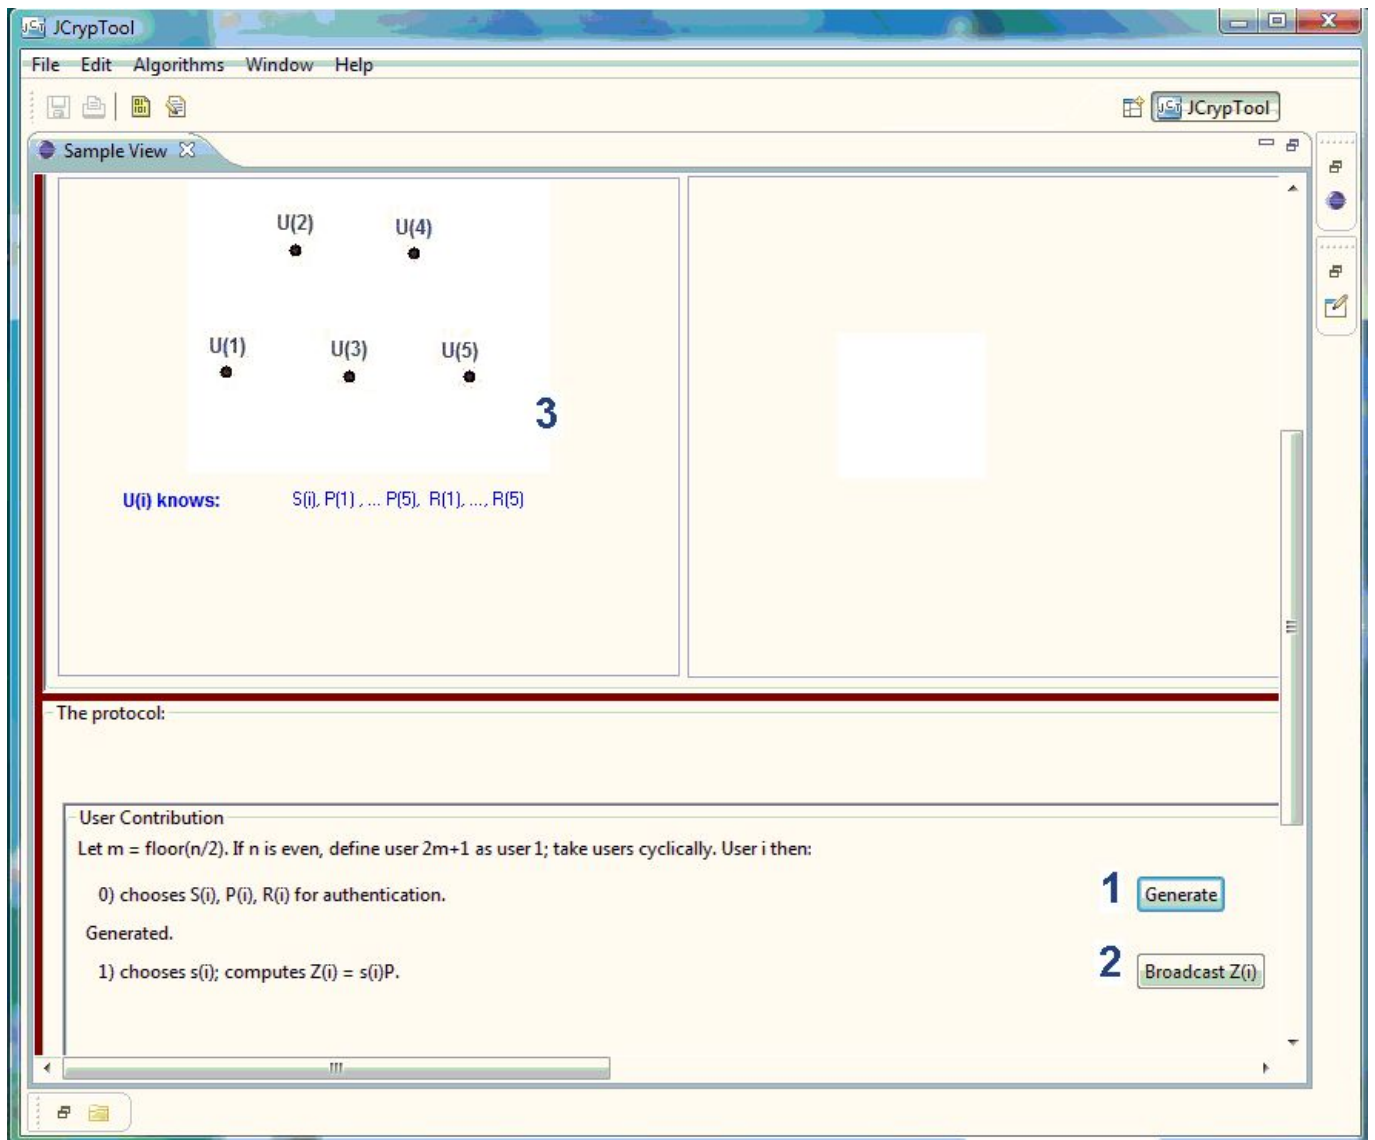 JCrypTool
File Edit Algorithms Window Help
JCrypTool
Sample View
U(2) U(4)
U(1) U(3) U(5)
3
U(i) knows: S(i), P(1) , ... P(5), R(1), ..., R(5)
The protocol:
User Contribution
Let m = floor(n/2). If n is even, define user 2m+1 as user 1; take users cyclically. User i then:
0) chooses S(i), P(i), R(i) for authentication. 1 Generate
Generated.
1) chooses s(i); computes Z(i) = s(i)P. 2 Broadcast Z(i)